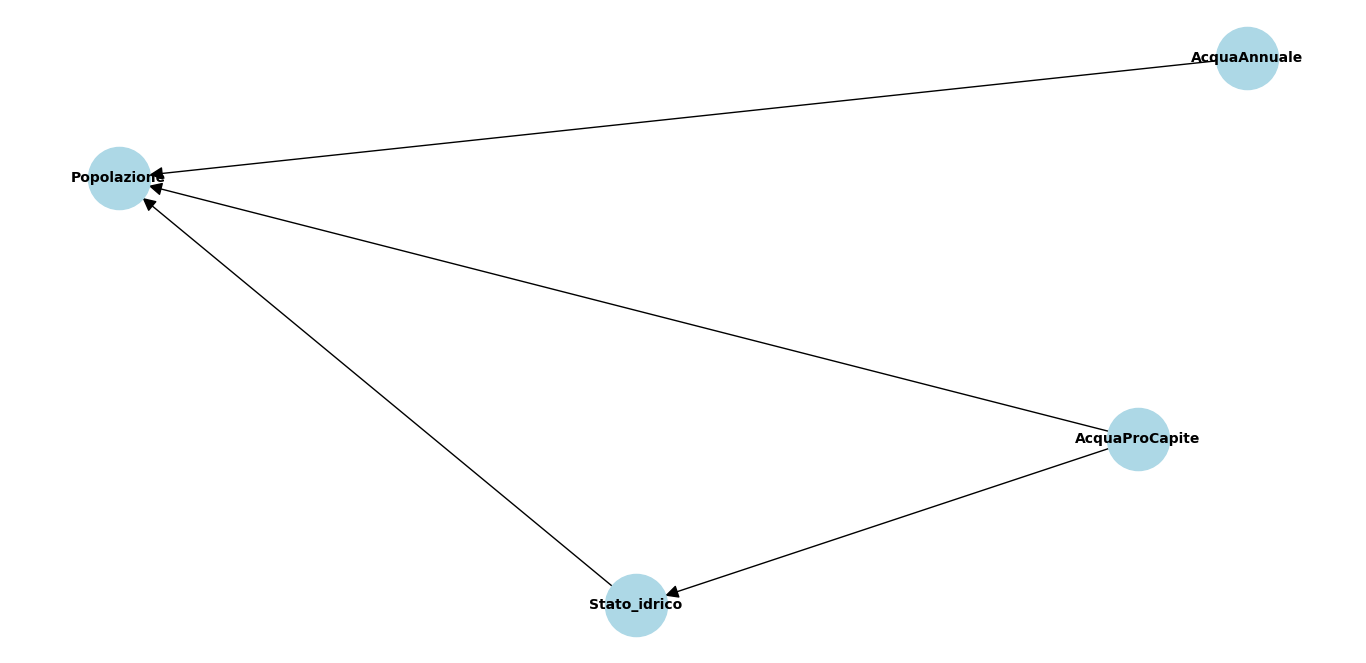 AcquaAnnuale
Popolazione
AcquaProCapite
Stato_idrico